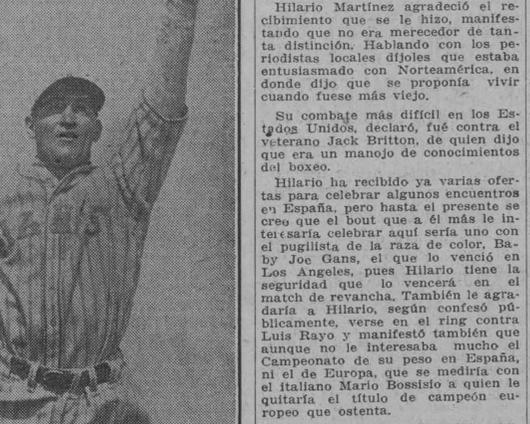 Hilario Martínez agradeció el re-
cibimiento que se le hizo, manifes-
tando que no era merecedor de tan-
ta distinción. Hablando con los pe-
riodistas locales díjoles que estaba
entusiasmado con Norteamérica, en
donde dijo que se proponía vivir
cuando fuese más viejo.
Su combate más difícil en los Es-
tados Unidos, declaró, fué contra el
veterano Jack Britton, de quien dijo
que era un manojo de conocimientos
del boxeo.
Hilario ha recibido ya varias ofer-
tas para celebrar algunos encuentros
en España, pero hasta el presente se
creo que el bout que a él más le in-
teresaría celebrar aquí sería uno con
el pugilista de la raza de color, Ba-
by Joe Gans, el que lo venció en
Los Angeles, pues Hilario tiene la
seguridad que lo vencerá en el
match de revancha. También le agra-
daría a Hilario, según confesó pú-
blicamente, verse en el ring contra
Luis Rayo y manifestó también que
aunque no le interesaba mucho el
Campeonato de su peso en España,
ni el de Europa, que se mediría con
el italiano Mario Bossisio a quien le
quitaría el título de campeón eu-
ropeo que ostenta.